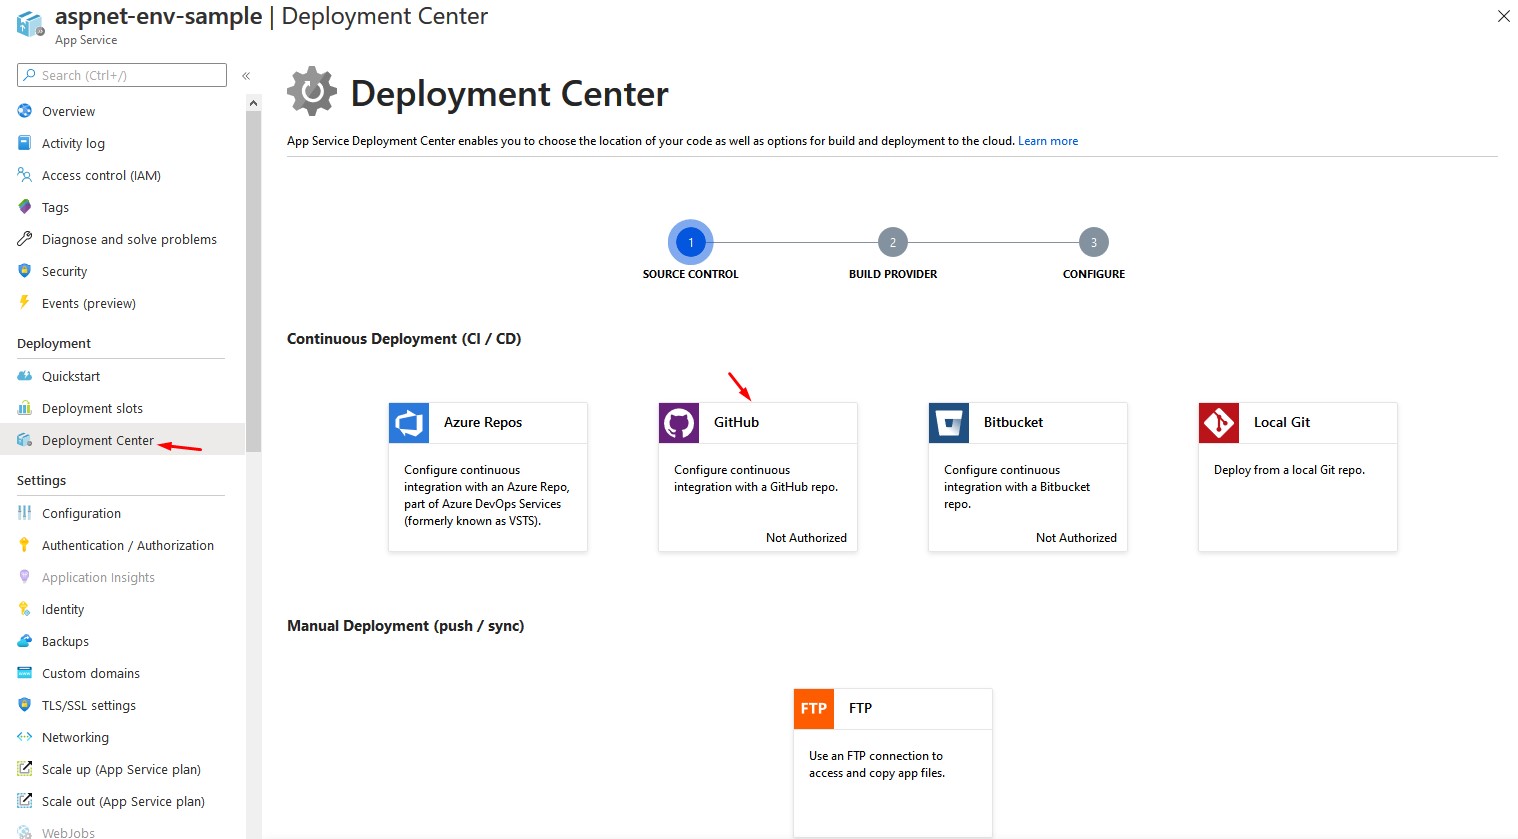 aspnet-env-sample | Deployment Center
App Service
Search (Ctrl+/)
«
Overview
Activity log
Access control (IAM)
Tags
Diagnose and solve problems
Security
Events (preview)
Deployment
Quickstart
Deployment slots
Deployment Center
Settings
Configuration
Authentication / Authorization
Application Insights
Identity
Backups
Custom domains
TLS/SSL settings
Networking
Scale up (App Service plan)
Scale out (App Service plan)
WebJobs
Deployment Center
App Service Deployment Center enables you to choose the location of your code as well as options for build and deployment to the cloud. Learn more
1
2
3
SOURCE CONTROL
BUILD PROVIDER
CONFIGURE
Continuous Deployment (CI / CD)
Azure Repos
Configure continuous
integration with an Azure Repo,
part of Azure DevOps Services
(formerly known as VSTS).
GitHub
Configure continuous
integration with a GitHub repo.
Not Authorized
Bitbucket
Configure continuous
integration with a Bitbucket
repo.
Not Authorized
Local Git
Deploy from a local Git repo.
Manual Deployment (push / sync)
FTP
FTP
Use an FTP connection to
access and copy app files.